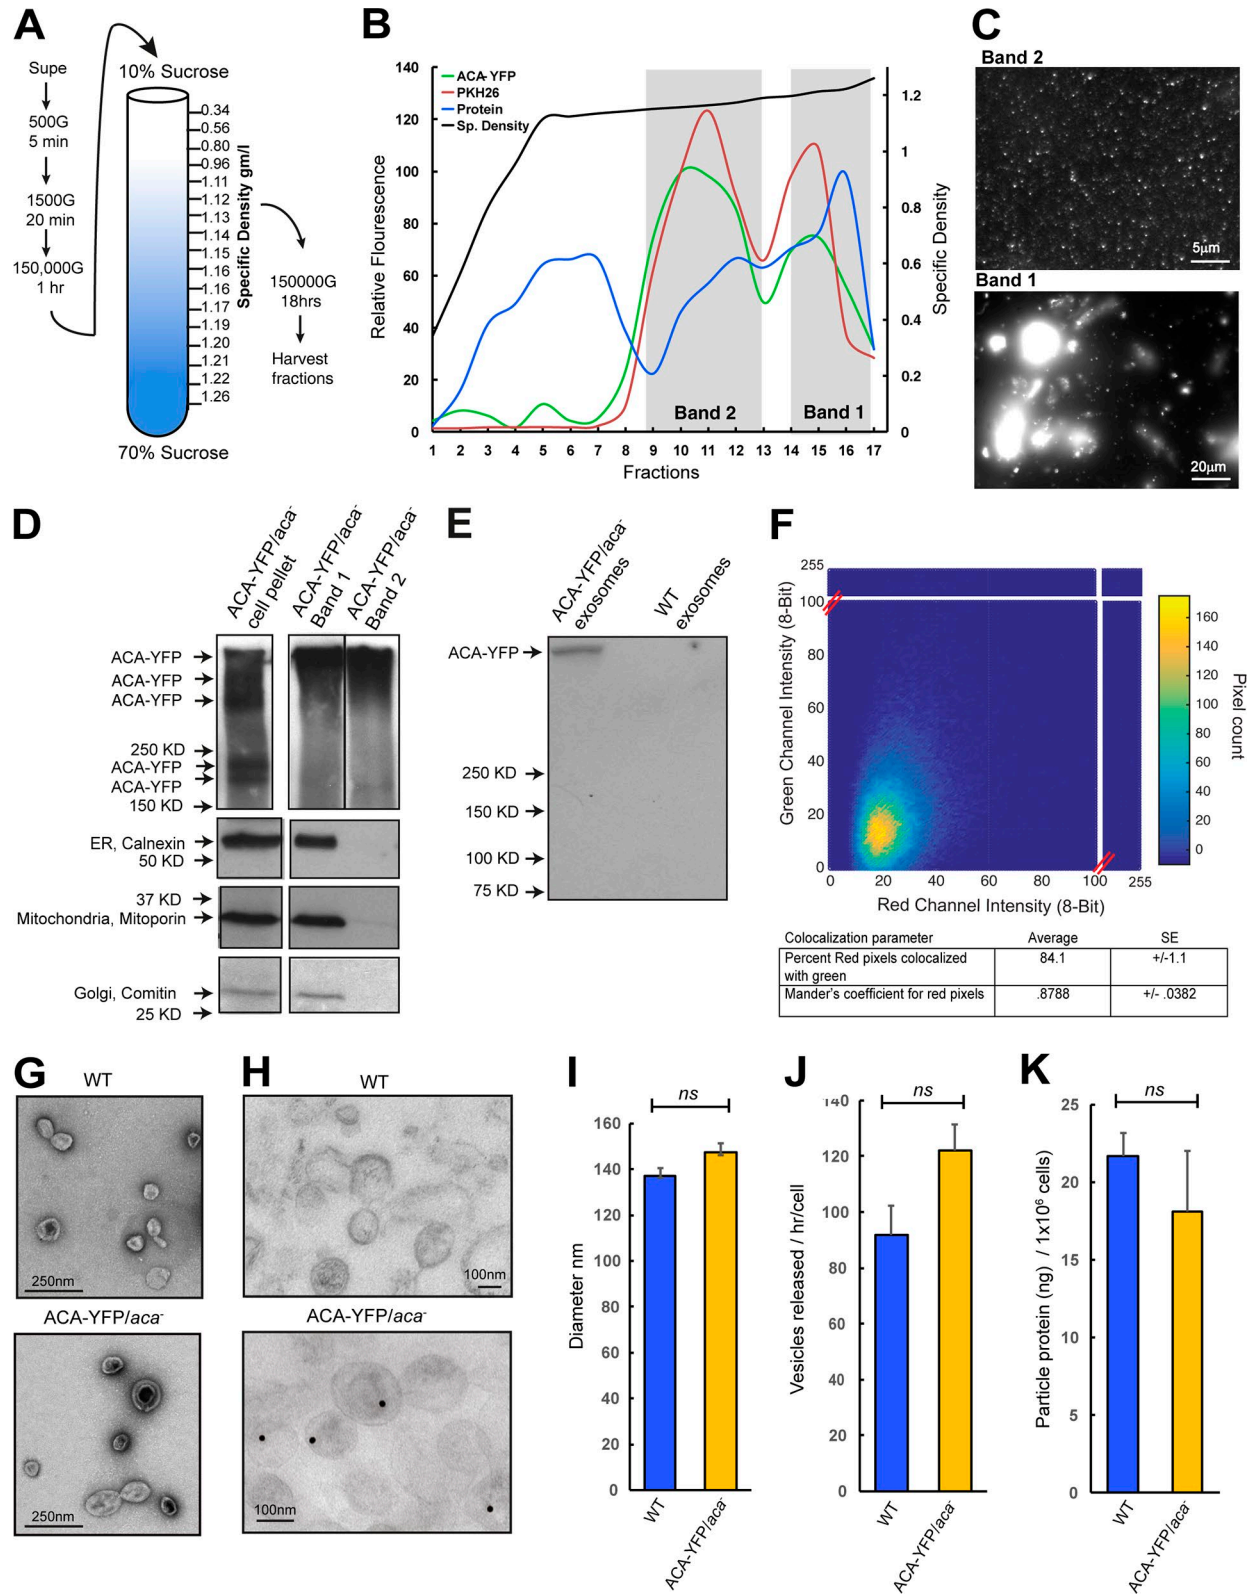 A
Supe
500G
5 min
1500G
20 min
150,000G
1 hr
10% Sucrose
0.34
0.56
0.80
0.96
1.11
1.12
1.13
1.14
1.15
1.16
1.16
1.17
1.19
1.20
1.21
1.22
1.26
Specific Density gm/l
70% Sucrose
150000G
18hrs
Harvest
fractions
B
ACA-YFP
PKH26
Protein
Sp. Density
140
120
100
80
60
40
20
0
Relative Flourescence
1.2
1
0.8
0.6
0.4
0.2
0
Specific Density
Band 2
Band 1
1 2 3 4 5 6 7 8 9 10 11 12 13 14 15 16 17
Fractions
C
Band 2
5µm
Band 1
20µm
D
ACA-YFP/aca-
cell pellet
ACA-YFP/aca-
Band 1
ACA-YFP/aca-
Band 2
ACA-YFP
ACA-YFP
ACA-YFP
250 KD
ACA-YFP
ACA-YFP
150 KD
ER, Calnexin
50 KD
37 KD
Mitochondria, Mitoporin
Golgi, Comitin
25 KD
E
ACA-YFP/aca-
exosomes
WT
exosomes
ACA-YFP
250 KD
150 KD
100 KD
75 KD
F
255
100
80
60
40
20
0
Green Channel Intensity (8-Bit)
0 20 40 60 80 100 255
Red Channel Intensity (8-Bit)
160
140
120
100
80
60
40
20
0
Pixel count
Colocalization parameter Average SE
Percent Red pixels colocalized 84.1 +/-1.1
with green
Mander's coefficient for red pixels .8788 +/- .0382
G
WT
250nm
ACA-YFP/aca-
250nm
H
WT
100nm
ACA-YFP/aca-
100nm
I
ns
160
140
120
100
80
60
40
20
0
Diameter nm
WT
ACA-YFP/aca-
J
ns
140
120
100
80
60
40
20
0
Vesicles released / hr/cell
WT
ACA-YFP/aca-
K
ns
25
20
15
10
5
0
Particle protein (ng) / 1x10⁶ cells)
WT
ACA-YFP/aca-